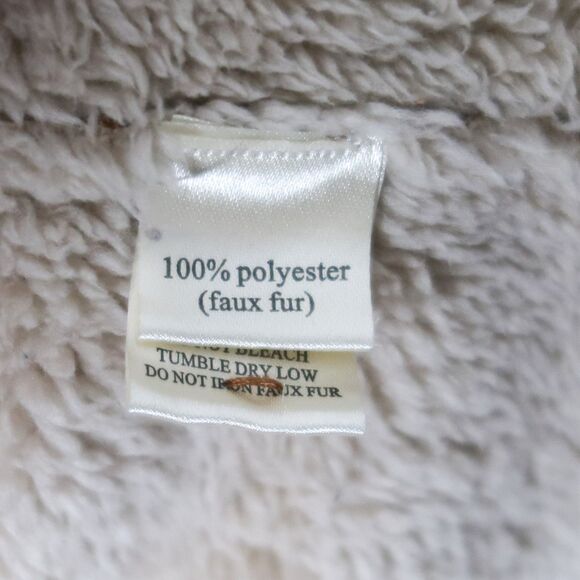 100% polyester
(faux fur)
BLEACH
TUMBLE DRY LOW
DO NOT IRON FAUX FUR